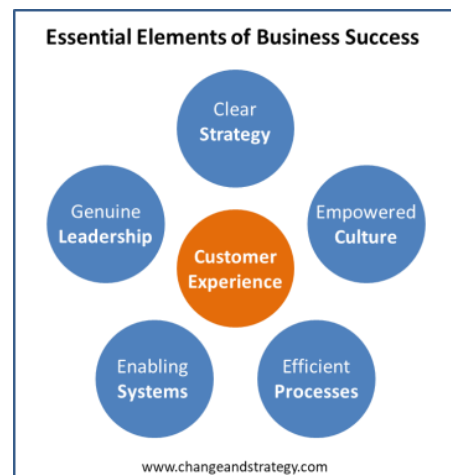 Essential Elements of Business Success
Clear
Strategy
Genuine
Leadership
Empowered
Culture
Customer
Experience
Enabling
Systems
Efficient
Processes
www.changeandstrategy.com